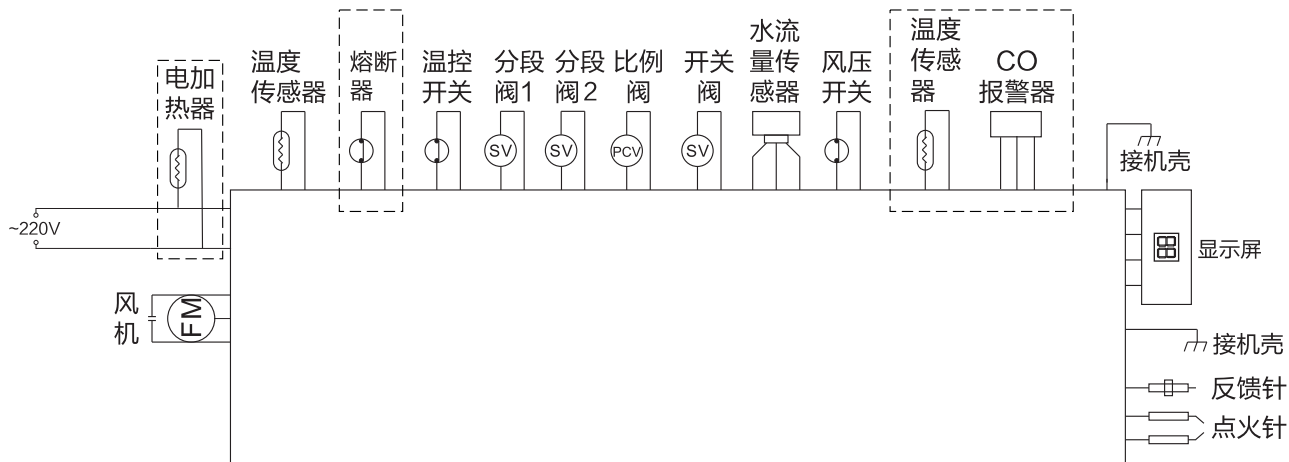 电加
热器
温度
传感器
熔断
器
温控
开关
分段
阀1
分段
阀2
比例
阀
开关
阀
水流
量传
感器
风压
开关
温度
传感
器
CO
报警器
SV
SV
PCV
SV
接机壳
~220V
显示屏
风
机
FM
接机壳
反馈针
点火针